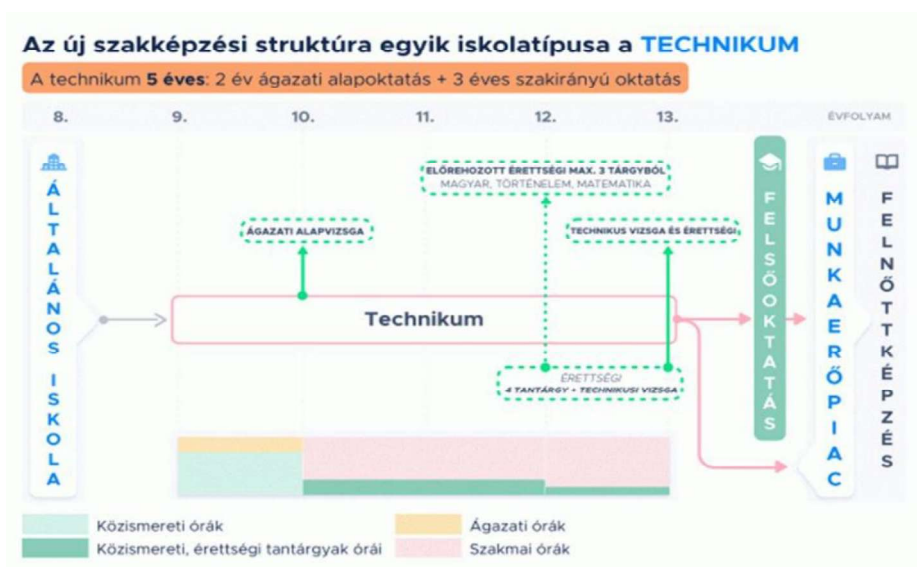 Az új szakképzési struktúra egyik iskolatípusa a TECHNIKUM
A technikum 5 éves: 2 év ágazati alapoktatás + 3 éves szakirányú oktatás
8. 9. 10. 11. 12. 13. ÉVFOLYAM
ÁLTALÁNOS ISKOLA
ELŐREHOZOTT ÉRETTSÉGI MAX. 3 TÁRGYBÓL
MAGYAR, TÖRTÉNELEM, MATEMATIKA
ÁGAZATI ALAPVIZSGA
TECHNIKUS VIZSGA ÉS ÉRETTSÉGI
Technikum
ÉRETTSÉGI
4 TANTÁRGY + TECHNIKUSI VIZSGA
FELSŐOKTATÁS
MUNKAERŐPIAC
FELNŐTTKÉPZÉS
Közismereti órák
Ágazati órák
Közismereti, érettségi tantárgyak órái
Szakmai órák